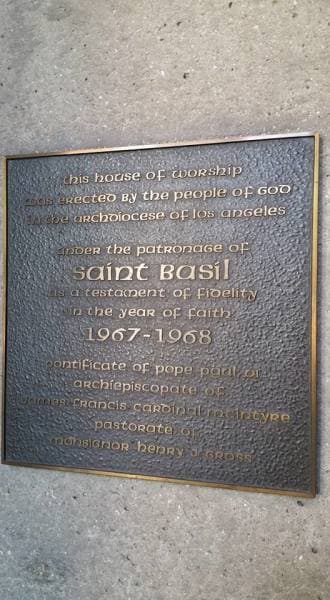 this house of worship
was erected by the people of God
in the archdiocese of los angeles
under the patronage of
saint Basil
as a testament of fidelity
in the year of faith
1967-1968
pontificate of pope paul vi
archiepiscopate of
james francis cardinal mcintyre
pastorate of
monsignor henry j gross